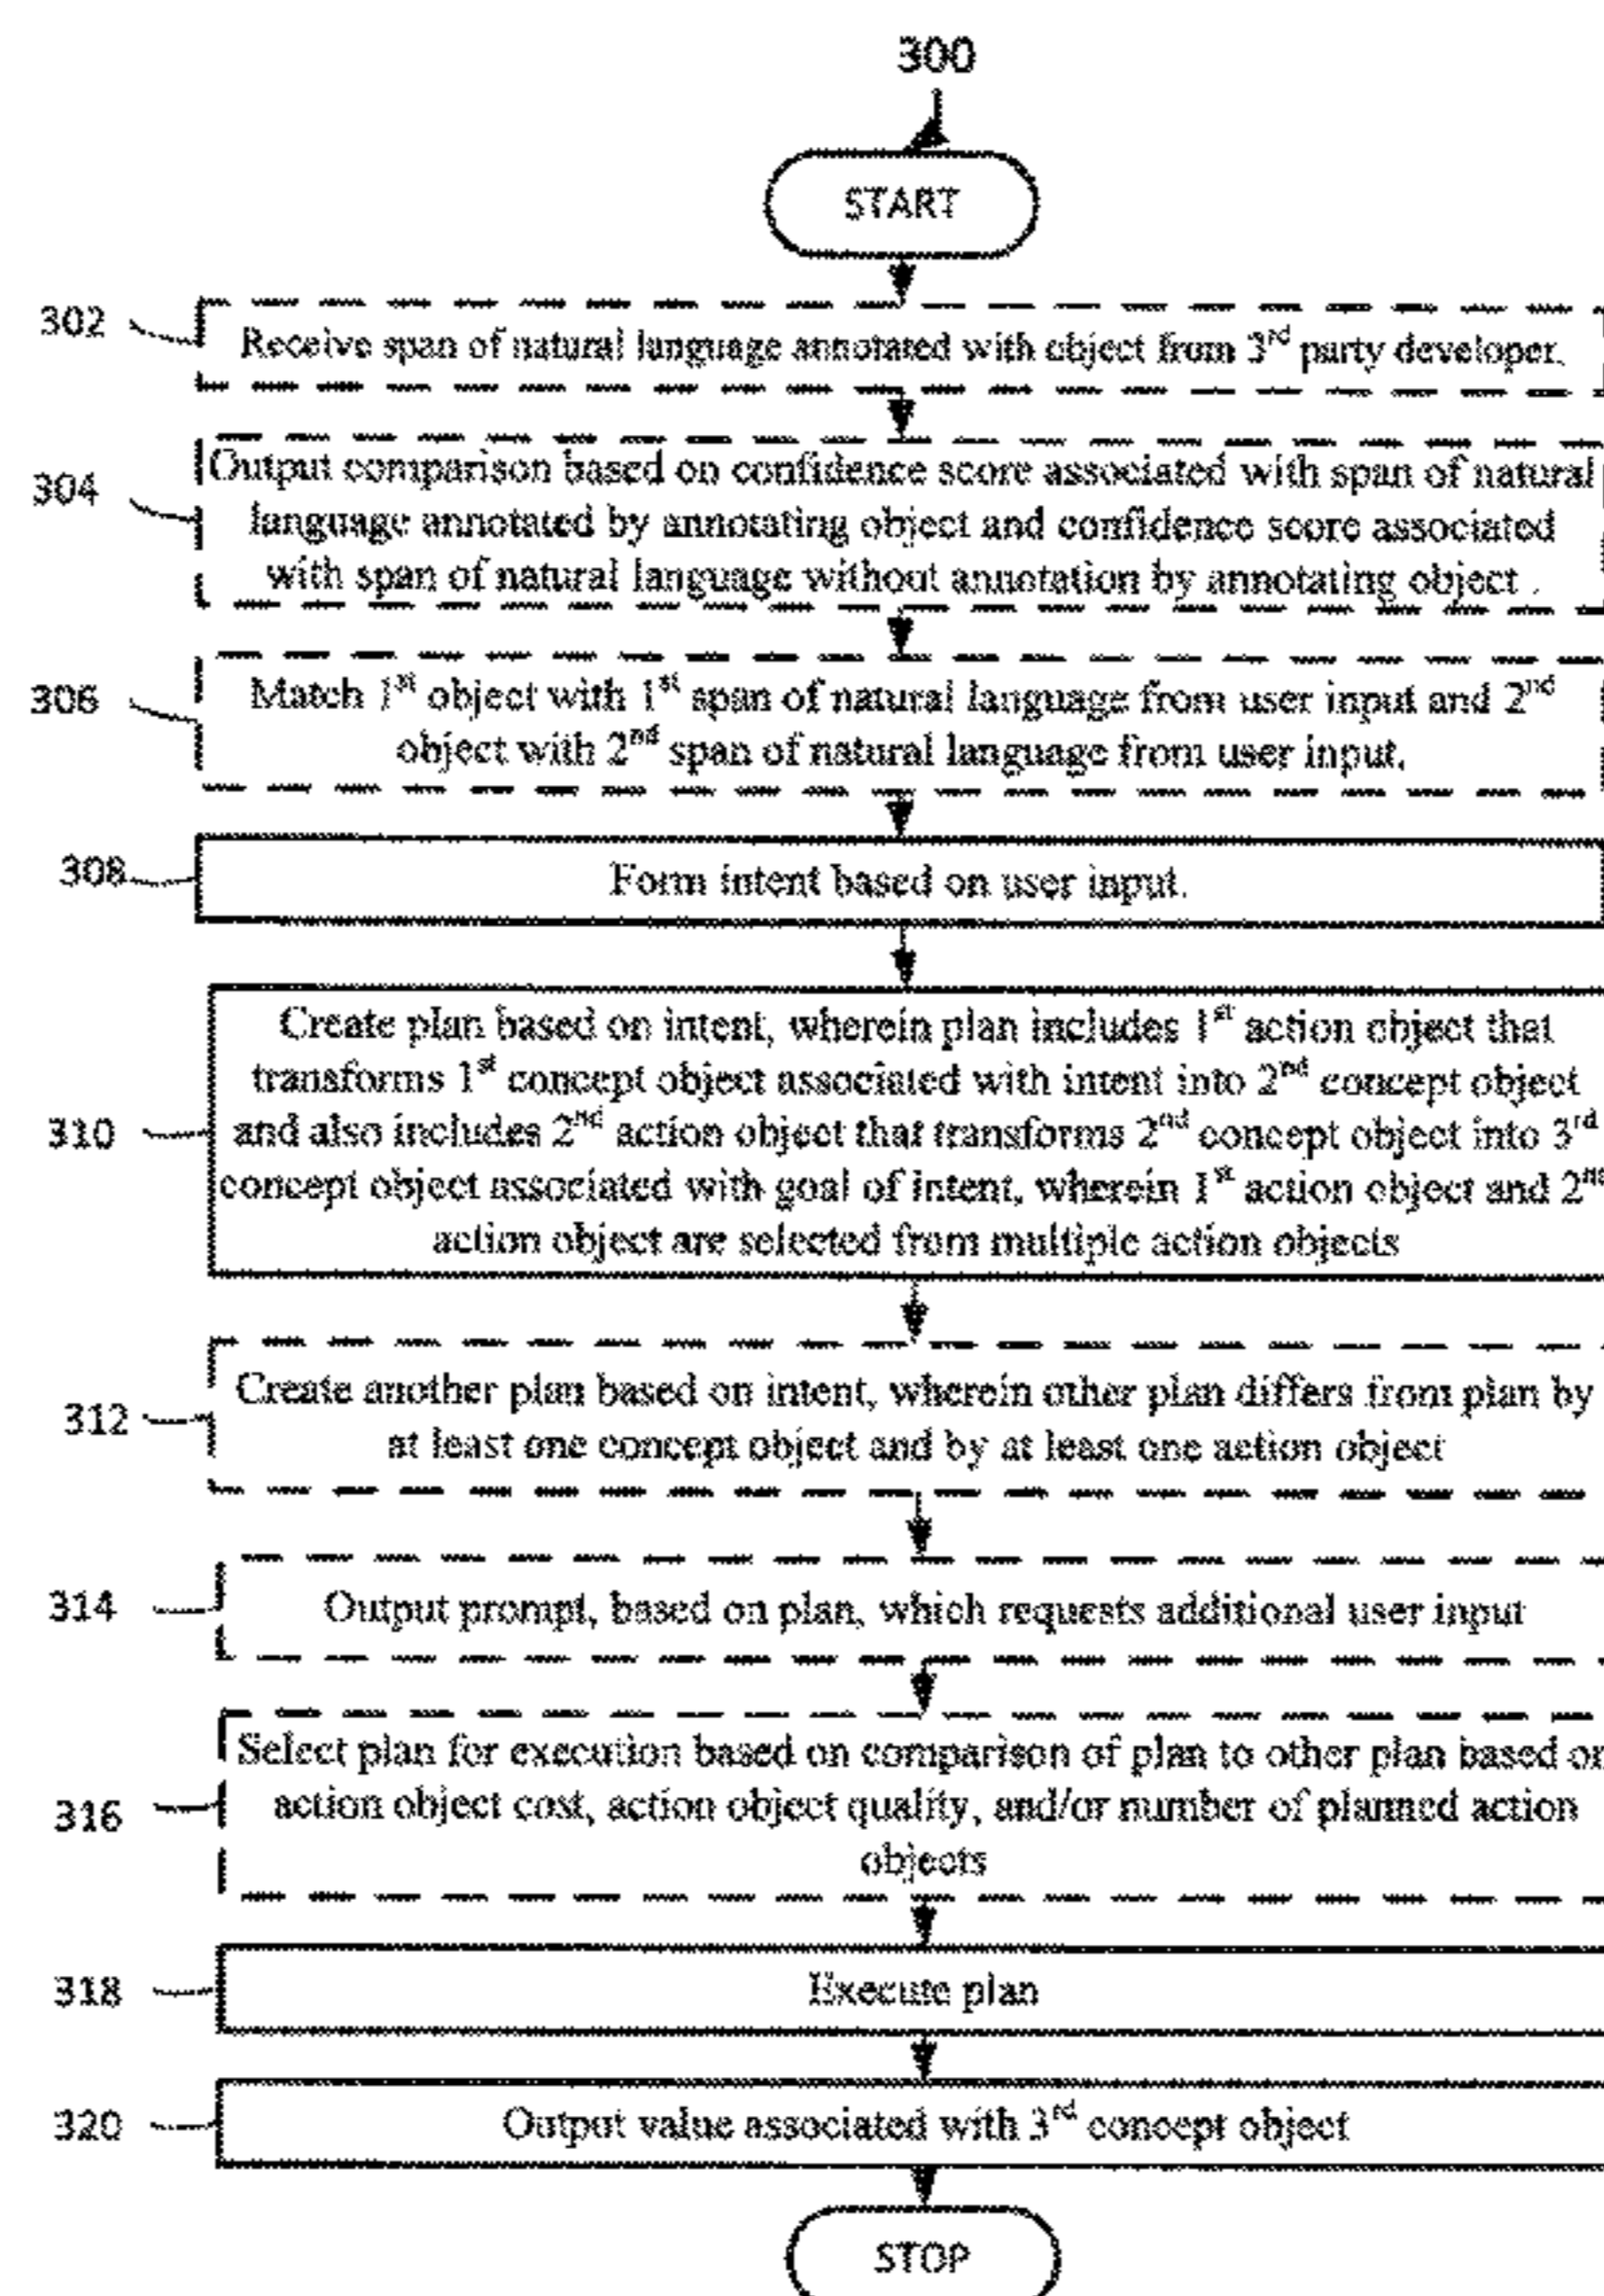 300
START
302
Receive span of natural language annotated with object from 3rd party developer.
304
Output comparison based on confidence score associated with span of natural
language annotated by annotating object and confidence score associated
with span of natural language without annotation by annotating object .
306
Match 1st object with 1st span of natural language from user input and 2nd
object with 2nd span of natural language from user input.
308
Form intent based on user input.
310
Create plan based on intent, wherein plan includes 1st action object that
transforms 1st concept object associated with intent into 2nd concept object
and also includes 2nd action object that transforms 2nd concept object into 3rd
concept object associated with goal of intent, wherein 1st action object and 2nd
action object are selected from multiple action objects
312
Create another plan based on intent, wherein other plan differs from plan by
at least one concept object and by at least one action object
314
Output prompt, based on plan, which requests additional user input
316
Select plan for execution based on comparison of plan to other plan based on
action object cost, action object quality, and/or number of planned action
objects
318
Execute plan
320
Output value associated with 3rd concept object
STOP